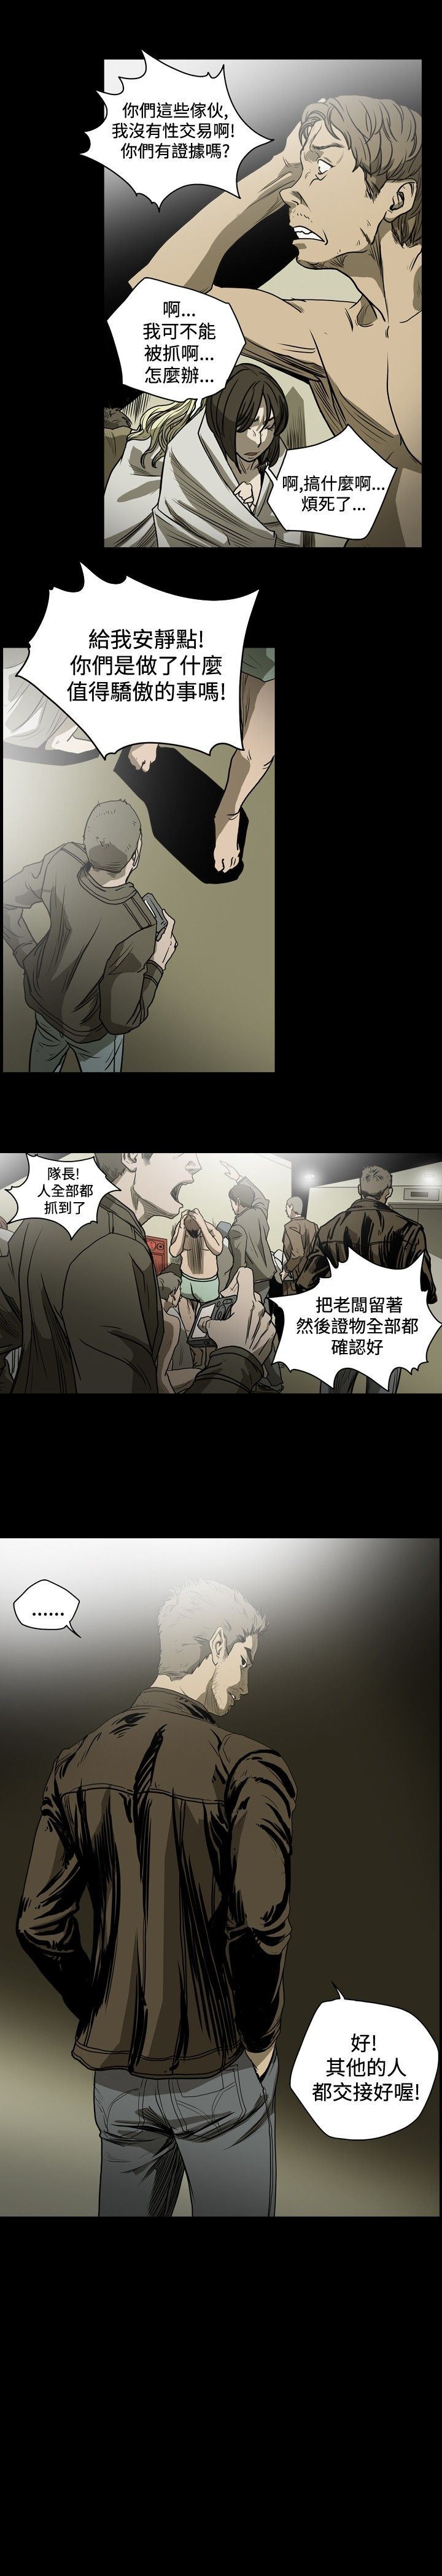 你們這些傢伙,
我沒有性交易啊!
你們有證據嗎?
啊...
我可不能
被抓啊...
怎麼辦...
啊,搞什麼啊...
煩死了...
給我安靜點!
你們是做了什麼
值得驕傲的事嗎!
隊長!
人全部都
抓到了
把老闆留著
然後證物全部都
確認好
......
好!
其他的人
都交接好喔!